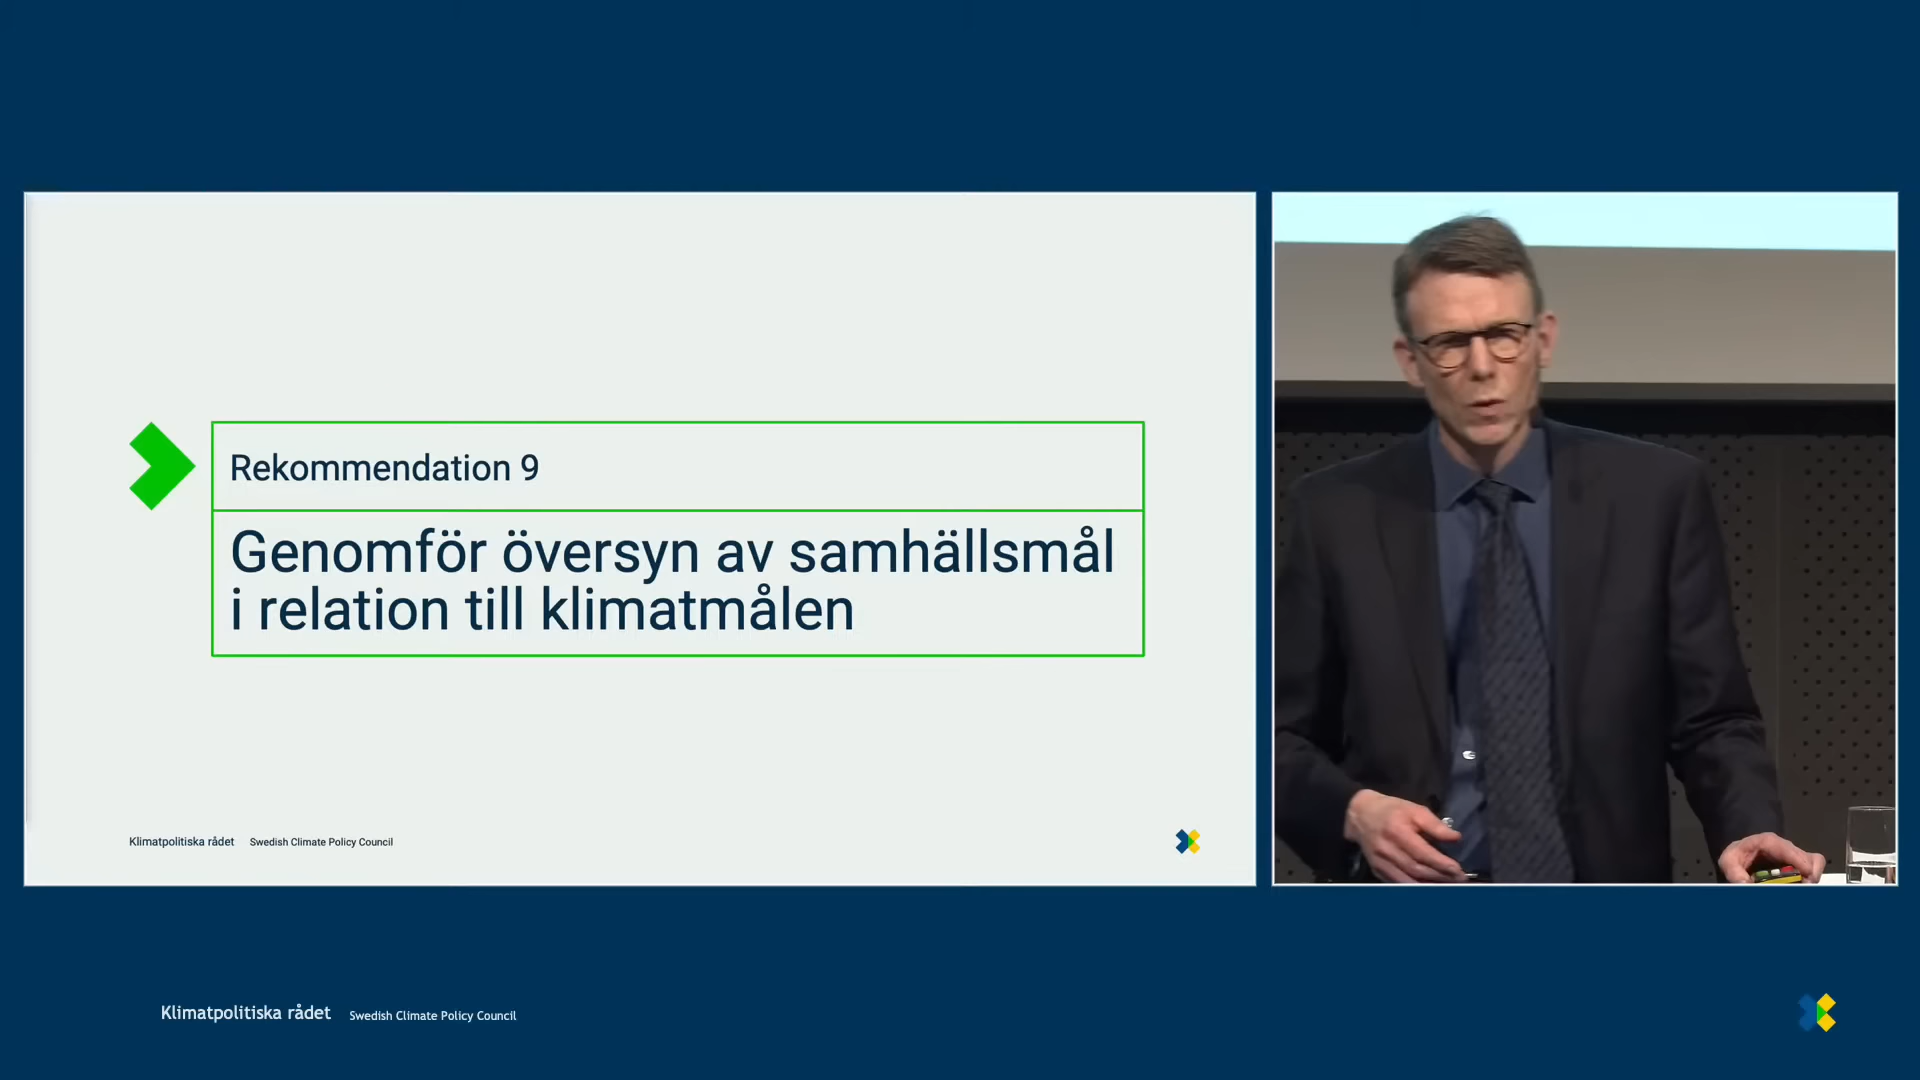 Rekommendation 9
Genomför översyn av samhällsmål
i relation till klimatmålen
Klimatpolitiska rådet Swedish Climate Policy Council
Klimatpolitiska rådet Swedish Climate Policy Council